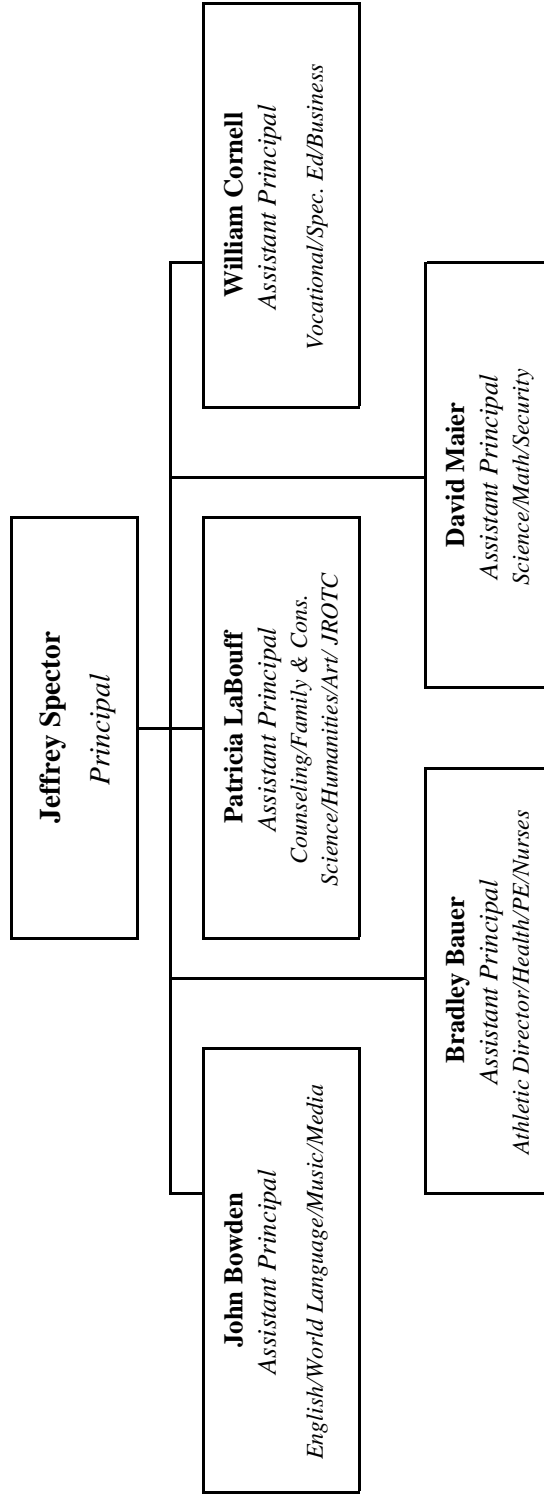 Jeffrey Spector
Principal
John Bowden
Assistant Principal
English/World Language/Music/Media
Patricia LaBouff
Assistant Principal
Counseling/Family & Cons.
Science/Humanities/Art/ JROTC
William Cornell
Assistant Principal
Vocational/Spec. Ed/Business
Bradley Bauer
Assistant Principal
Athletic Director/Health/PE/Nurses
David Maier
Assistant Principal
Science/Math/Security